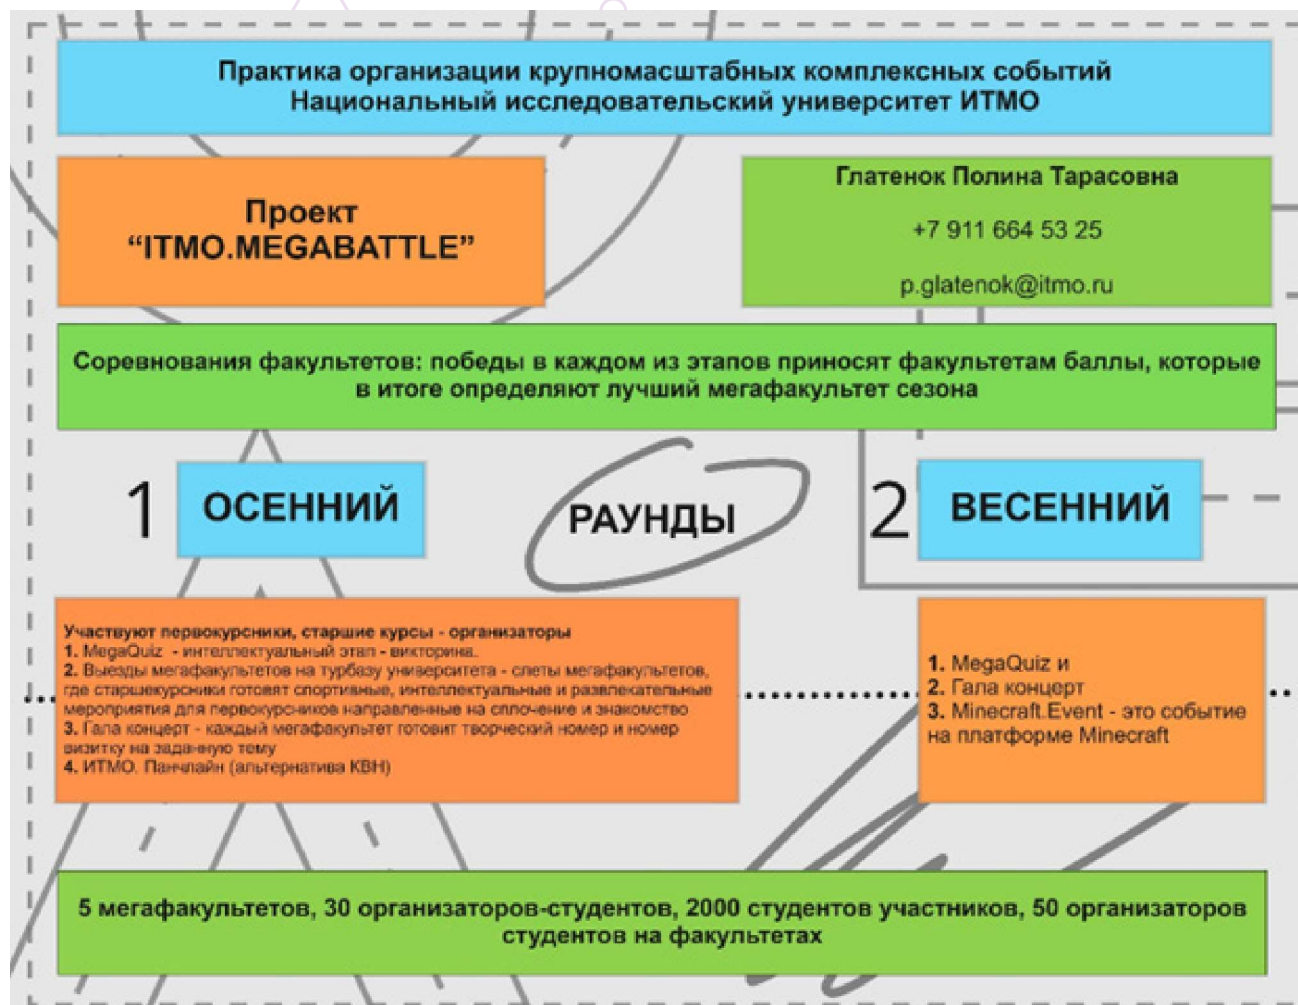 Практика организации крупномасштабных комплексных событий
Национальный исследовательский университет ИТМО
Проект
“ITMO.MEGABATTLE”
Глатенок Полина Тарасовна
+7 911 664 53 25
p.glatenok@itmo.ru
Соревнования факультетов: победы в каждом из этапов приносят факультетам баллы, которые
в итоге определяют лучший мегафакультет сезона
1 ОСЕННИЙ
РАУНДЫ
2 ВЕСЕННИЙ
Участвуют первокурсники, старшие курсы - организаторы
1. MegaQuiz - интеллектуальный этап - викторина.
2. Выезды мегафакультетов на турбазу университета - слеты мегафакультетов,
где старшекурсники готовят спортивные, интеллектуальные и развлекательные
мероприятия для первокурсников направленные на сплочение и знакомство
3. Гала концерт - каждый мегафакультет готовит творческий номер и номер
визитку на заданную тему
4. ИТМО. Панчлайн (альтернатива КВН)
1. MegaQuiz и
2. Гала концерт
3. Minecraft.Event - это событие
на платформе Minecraft
5 мегафакультетов, 30 организаторов-студентов, 2000 студентов участников, 50 организаторов
студентов на факультетах